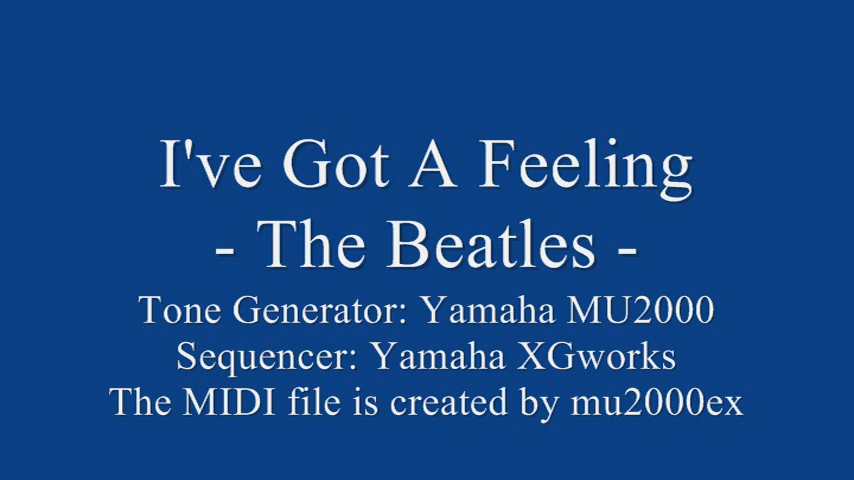 I've Got A Feeling
- The Beatles -
Tone Generator: Yamaha MU2000
Sequencer: Yamaha XGworks
The MIDI file is created by mu2000ex